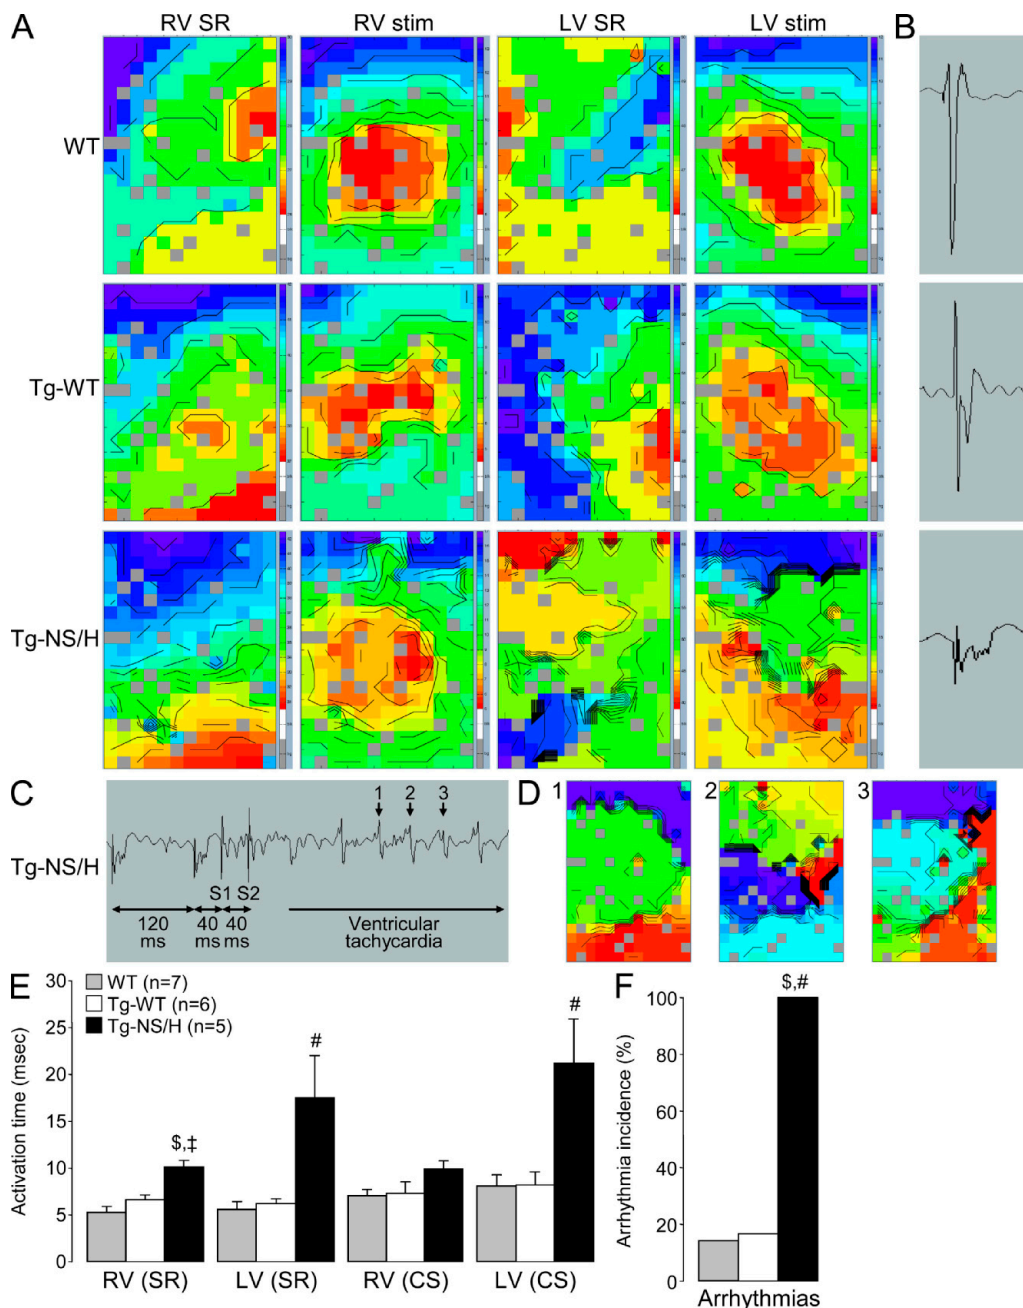 A
RV SR
RV stim
LV SR
LV stim
B
WT
Tg-WT
Tg-NS/H
C
Tg-NS/H
1
2
3
S1 S2
120 ms
40 ms
40 ms
Ventricular tachycardia
D
1
2
3
E
Activation time (msec)
30
25
20
15
10
5
0
WT (n=7)
Tg-WT (n=6)
Tg-NS/H (n=5)
$,‡
#
#
RV (SR)
LV (SR)
RV (CS)
LV (CS)
F
Arrhythmia incidence (%)
100
80
60
40
20
0
$,#
Arrhythmias